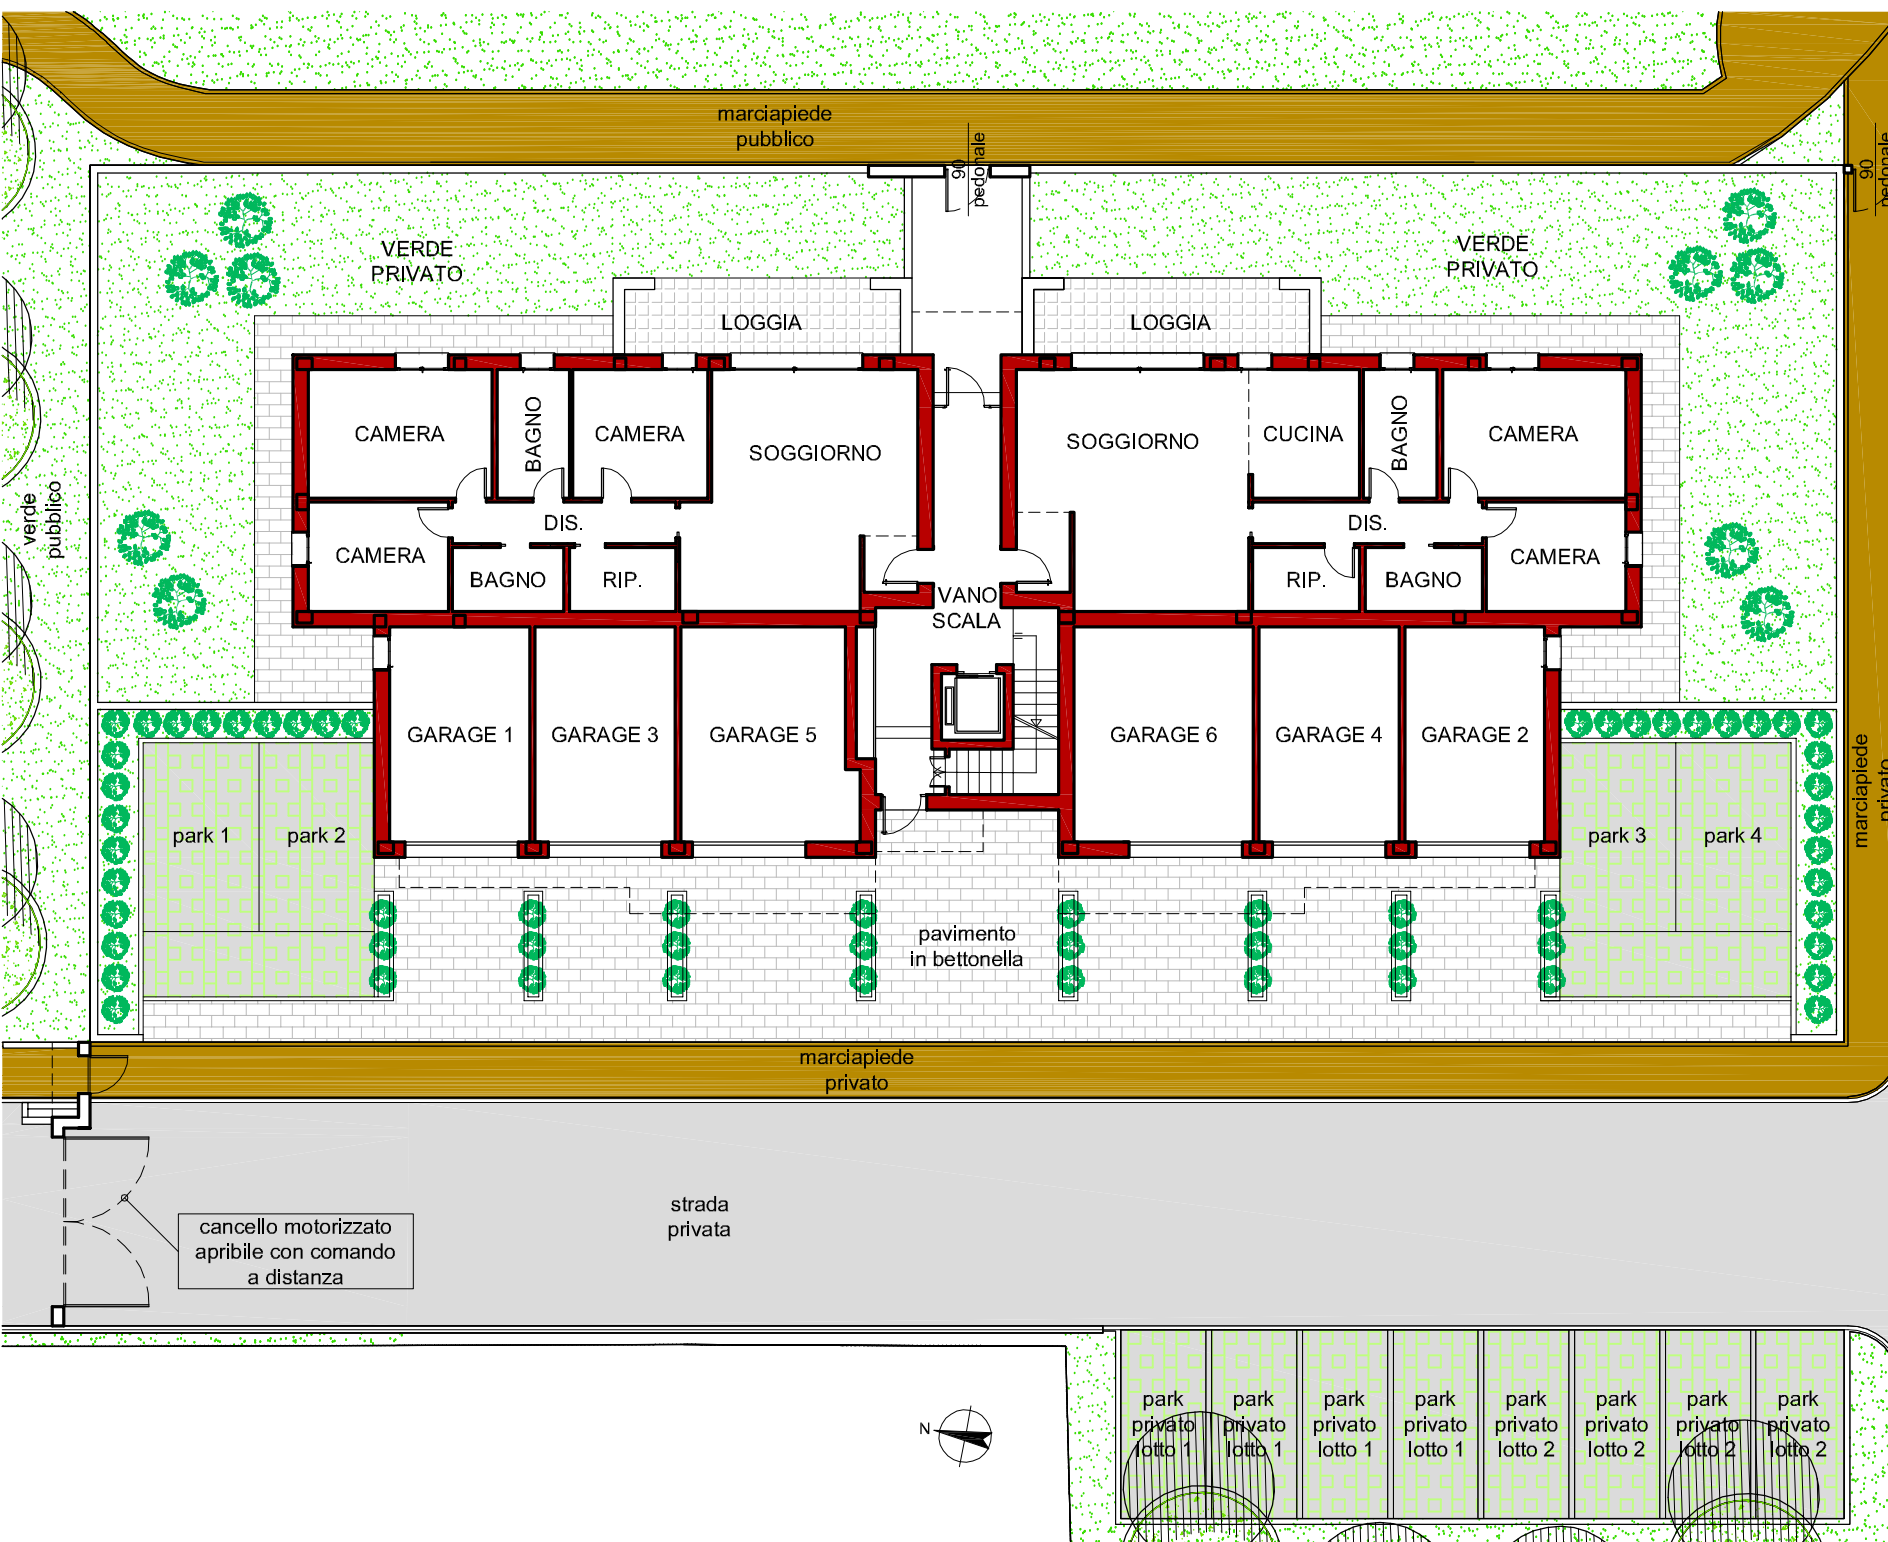 marciapiede
pubblico
90
pedonale
90
pedonale
VERDE
PRIVATO
VERDE
PRIVATO
LOGGIA
LOGGIA
CAMERA
BAGNO
CAMERA
SOGGIORNO
SOGGIORNO
CUCINA
BAGNO
CAMERA
verde
pubblico
DIS.
DIS.
CAMERA
BAGNO
RIP.
VANO
SCALA
RIP.
BAGNO
CAMERA
GARAGE 1
GARAGE 3
GARAGE 5
GARAGE 6
GARAGE 4
GARAGE 2
park 1
park 2
park 3
park 4
marciapiede
privato
pavimento
in bettonella
marciapiede
privato
strada
privata
cancello motorizzato
apribile con comando
a distanza
N
park
privato
lotto 1
park
privato
lotto 1
park
privato
lotto 1
park
privato
lotto 1
park
privato
lotto 2
park
privato
lotto 2
park
privato
lotto 2
park
privato
lotto 2